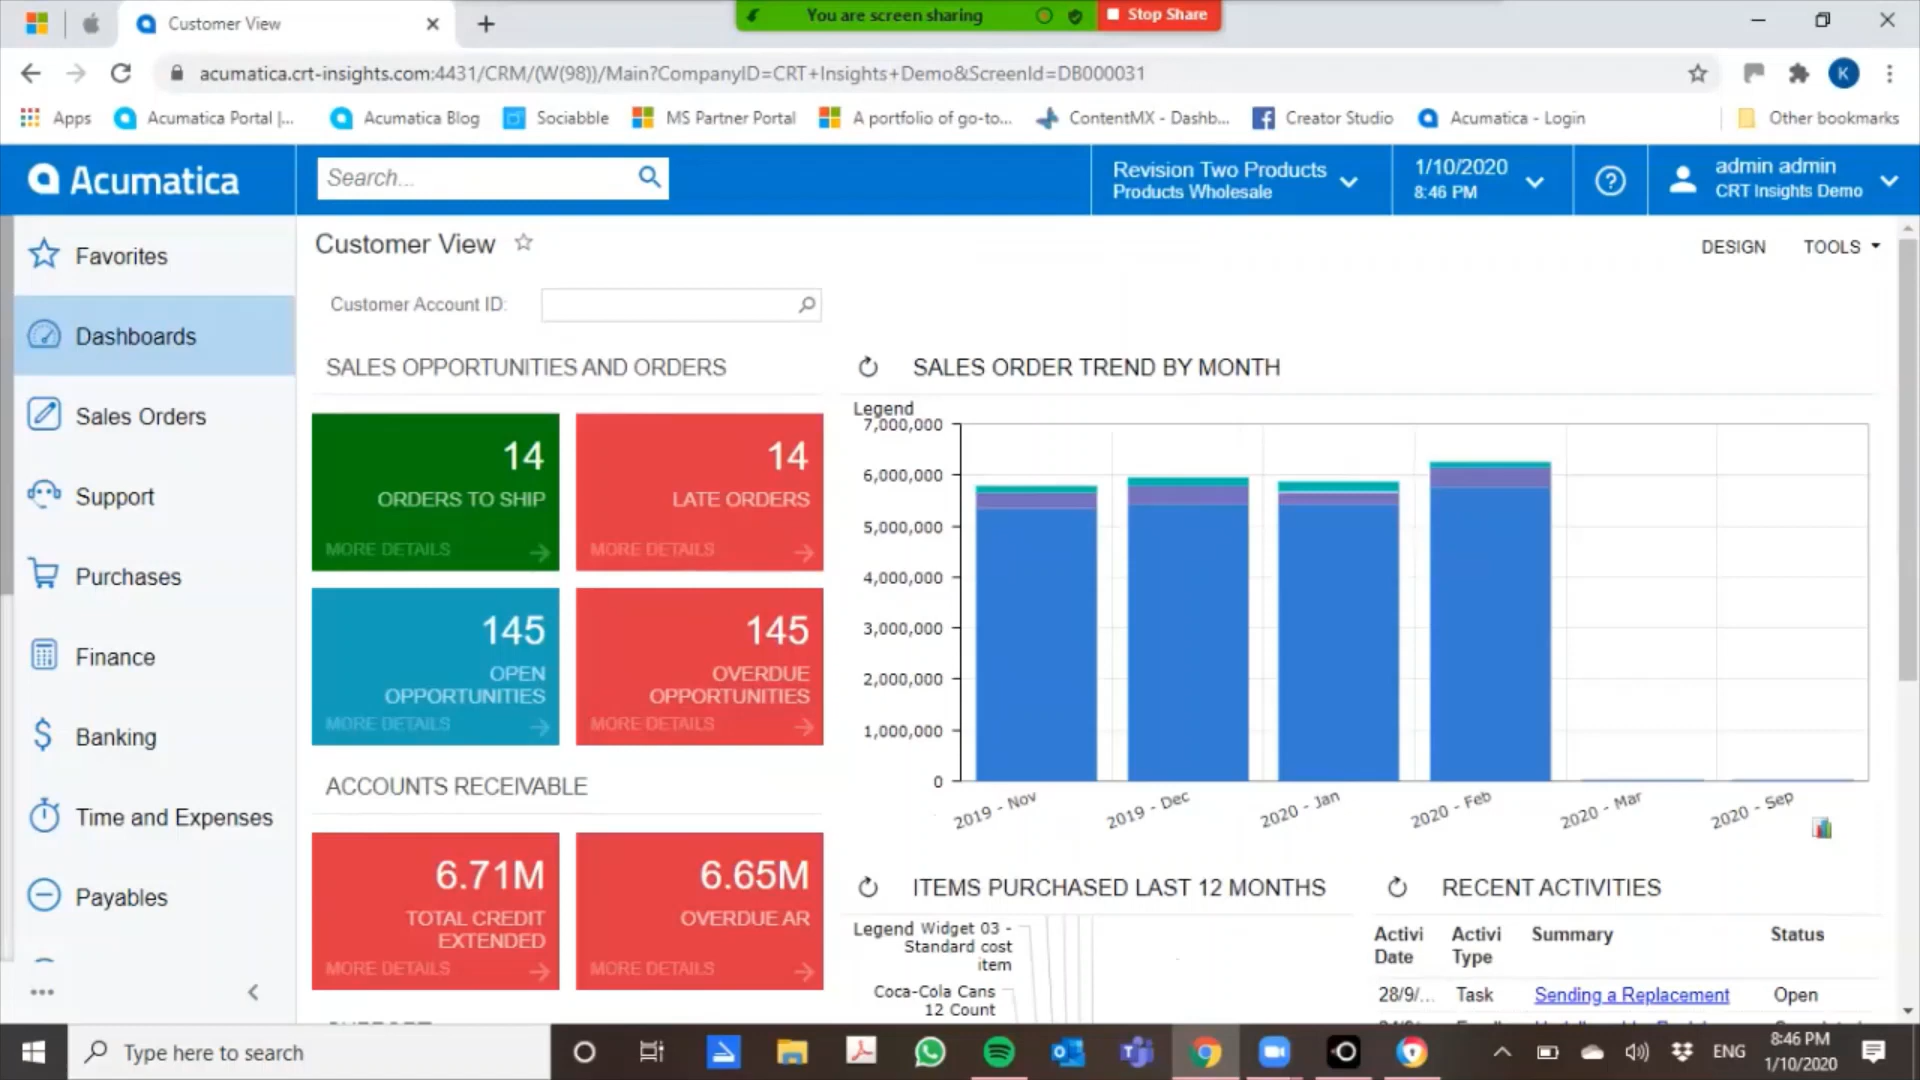 Customer View
You are screen sharing
Stop Share
acumatica.crt-insights.com:4431/CRM/(W(98))/Main?CompanyID=CRT+Insights+Demo&ScreenId=DB000031
K
Apps
Acumatica Portal |...
Acumatica Blog
Sociabble
MS Partner Portal
A portfolio of go-to...
ContentMX - Dashb...
Creator Studio
Acumatica - Login
Other bookmarks
Acumatica
Search...
Revision Two Products
Products Wholesale
1/10/2020
8:46 PM
admin admin
CRT Insights Demo
Favorites
Dashboards
Sales Orders
Support
Purchases
Finance
Banking
Time and Expenses
Payables
Customer View
DESIGN
TOOLS
Customer Account ID:
SALES OPPORTUNITIES AND ORDERS
14
ORDERS TO SHIP
MORE DETAILS
14
LATE ORDERS
MORE DETAILS
145
OPEN
OPPORTUNITIES
MORE DETAILS
145
OVERDUE
OPPORTUNITIES
MORE DETAILS
ACCOUNTS RECEIVABLE
6.71M
TOTAL CREDIT
EXTENDED
MORE DETAILS
6.65M
OVERDUE AR
MORE DETAILS
SALES ORDER TREND BY MONTH
Legend
7,000,000
6,000,000
5,000,000
4,000,000
3,000,000
2,000,000
1,000,000
0
2019 - Nov
2019 - Dec
2020 - Jan
2020 - Feb
2020 - Mar
2020 - Sep
ITEMS PURCHASED LAST 12 MONTHS
Legend
Widget 03 -
Standard cost
item
Coca-Cola Cans
12 Count
RECENT ACTIVITIES
Activi
Date
Activi
Type
Summary
Status
28/9/...
Task
Sending a Replacement
Open
Type here to search
ENG
8:46 PM
1/10/2020